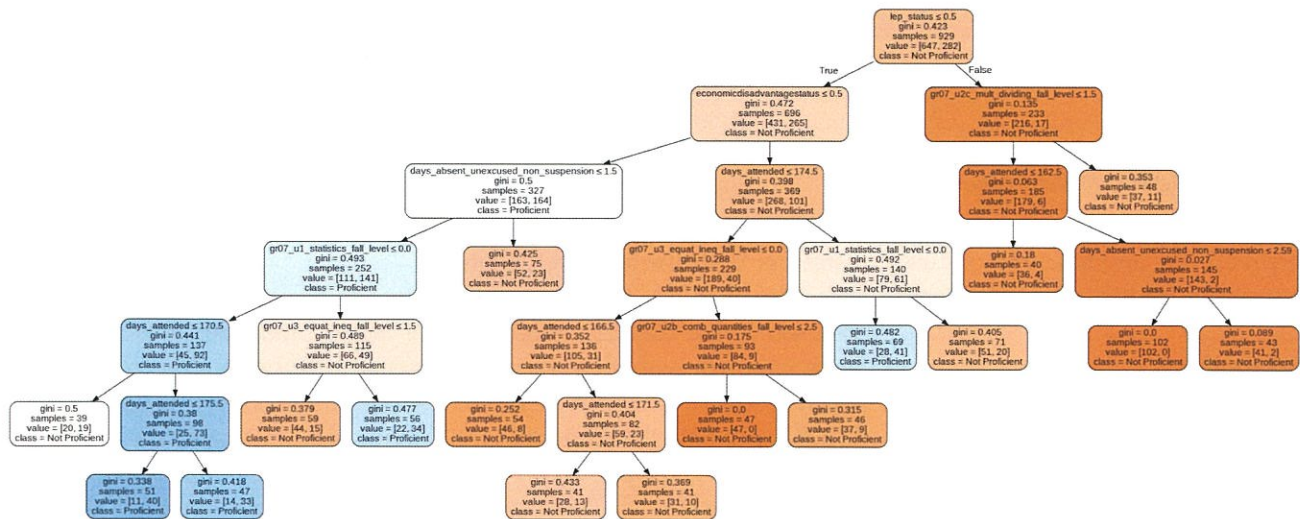 lep_status ≤ 0.5
gini = 0.423
samples = 929
value = [647, 282]
class = Not Proficient
True
False
economicdisadvantagestatus ≤ 0.5
gini = 0.472
samples = 696
value = [431, 265]
class = Not Proficient
gr07_u2c_mult_dividing_fall_level ≤ 1.5
gini = 0.135
samples = 233
value = [216, 17]
class = Not Proficient
days_absent_unexcused_non_suspension ≤ 1.5
gini = 0.5
samples = 327
value = [163, 164]
class = Proficient
days_attended ≤ 174.5
gini = 0.398
samples = 369
value = [268, 101]
class = Not Proficient
days_attended ≤ 162.5
gini = 0.063
samples = 185
value = [179, 6]
class = Not Proficient
gini = 0.353
samples = 48
value = [37, 11]
class = Not Proficient
gr07_u1_statistics_fall_level ≤ 0.0
gini = 0.493
samples = 252
value = [111, 141]
class = Proficient
gini = 0.425
samples = 75
value = [52, 23]
class = Not Proficient
gr07_u3_equat_ineq_fall_level ≤ 0.0
gini = 0.288
samples = 229
value = [189, 40]
class = Not Proficient
gr07_u1_statistics_fall_level ≤ 0.0
gini = 0.492
samples = 140
value = [79, 61]
class = Not Proficient
gini = 0.18
samples = 40
value = [36, 4]
class = Not Proficient
days_absent_unexcused_non_suspension ≤ 2.59
gini = 0.027
samples = 145
value = [143, 2]
class = Not Proficient
days_attended ≤ 170.5
gini = 0.441
samples = 137
value = [45, 92]
class = Proficient
gr07_u3_equat_ineq_fall_level ≤ 1.5
gini = 0.489
samples = 115
value = [66, 49]
class = Not Proficient
days_attended ≤ 166.5
gini = 0.352
samples = 136
value = [105, 31]
class = Not Proficient
gr07_u2b_comb_quantities_fall_level ≤ 2.5
gini = 0.175
samples = 93
value = [84, 9]
class = Not Proficient
gini = 0.482
samples = 69
value = [28, 41]
class = Proficient
gini = 0.405
samples = 71
value = [51, 20]
class = Not Proficient
gini = 0.0
samples = 102
value = [102, 0]
class = Not Proficient
gini = 0.089
samples = 43
value = [41, 2]
class = Not Proficient
gini = 0.5
samples = 39
value = [20, 19]
class = Not Proficient
days_attended ≤ 175.5
gini = 0.38
samples = 98
value = [25, 73]
class = Proficient
gini = 0.379
samples = 59
value = [44, 15]
class = Not Proficient
gini = 0.477
samples = 56
value = [22, 34]
class = Proficient
gini = 0.252
samples = 54
value = [46, 8]
class = Not Proficient
days_attended ≤ 171.5
gini = 0.404
samples = 82
value = [59, 23]
class = Not Proficient
gini = 0.0
samples = 47
value = [47, 0]
class = Not Proficient
gini = 0.315
samples = 46
value = [37, 9]
class = Not Proficient
gini = 0.338
samples = 51
value = [11, 40]
class = Proficient
gini = 0.418
samples = 47
value = [14, 33]
class = Proficient
gini = 0.433
samples = 41
value = [28, 13]
class = Not Proficient
gini = 0.369
samples = 41
value = [31, 10]
class = Not Proficient